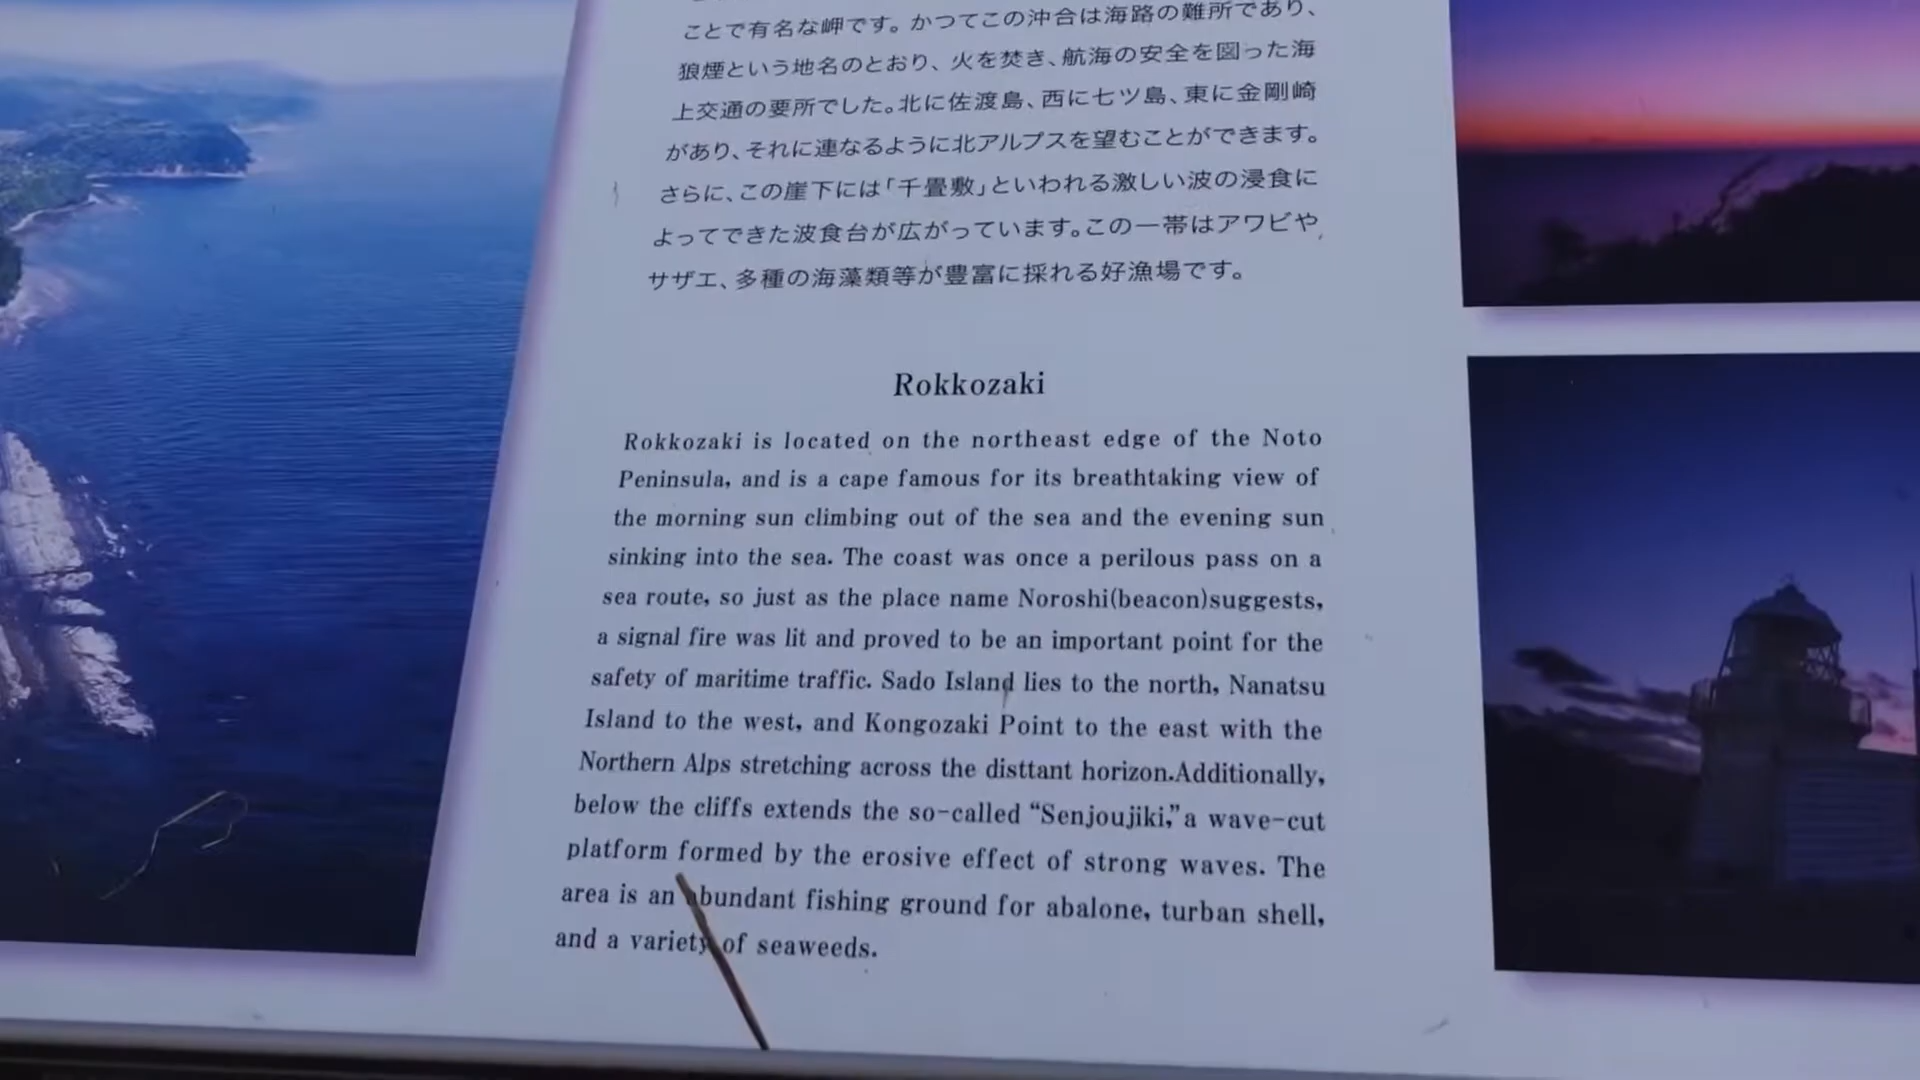 ことで有名な岬です。かつてこの沖合は海路の難所であり、
狼煙という地名のとおり、火を焚き、航海の安全を図った海
上交通の要所でした。北に佐渡島、西に七ツ島、東に金剛崎
があり、それに連なるように北アルプスを望むことができます。
さらに、この崖下には「千畳敷」といわれる激しい波の浸食に
よってできた波食台が広がっています。この一帯はアワビや
サザエ、多種の海藻類等が豊富に採れる好漁場です。
Rokkozaki
Rokkozaki is located on the northeast edge of the Noto
Peninsula, and is a cape famous for its breathtaking view of
the morning sun climbing out of the sea and the evening sun
sinking into the sea. The coast was once a perilous pass on a
sea route, so just as the place name Noroshi(beacon)suggests,
a signal fire was lit and proved to be an important point for the
safety of maritime traffic. Sado Island lies to the north, Nanatsu
Island to the west, and Kongozaki Point to the east with the
Northern Alps stretching across the disttant horizon.Additionally,
below the cliffs extends the so-called “Senjoujiki,”a wave-cut
platform formed by the erosive effect of strong waves. The
area is an abundant fishing ground for abalone, turban shell,
and a variety of seaweeds.